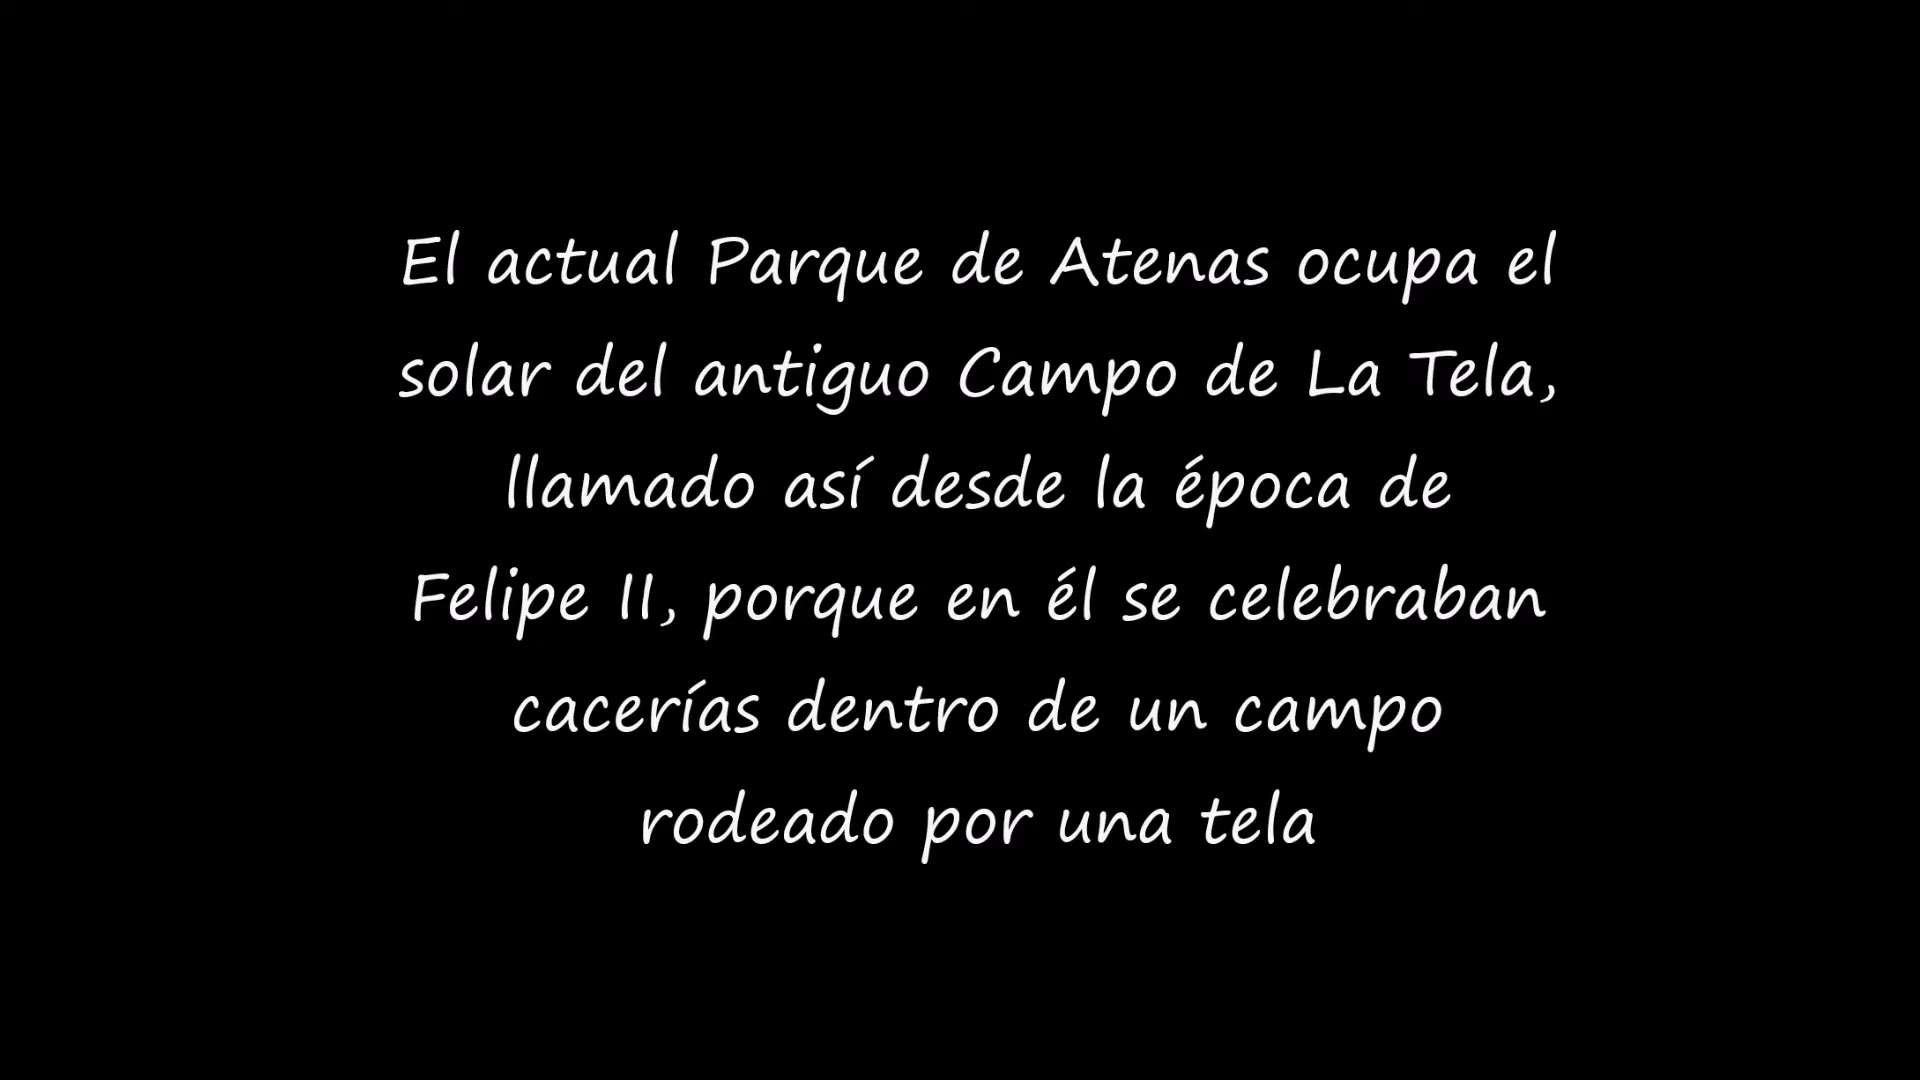 El actual Parque de Atenas ocupa el
solar del antiguo Campo de La Tela,
llamado así desde la época de
Felipe II, porque en él se celebraban
cacerías dentro de un campo
rodeado por una tela